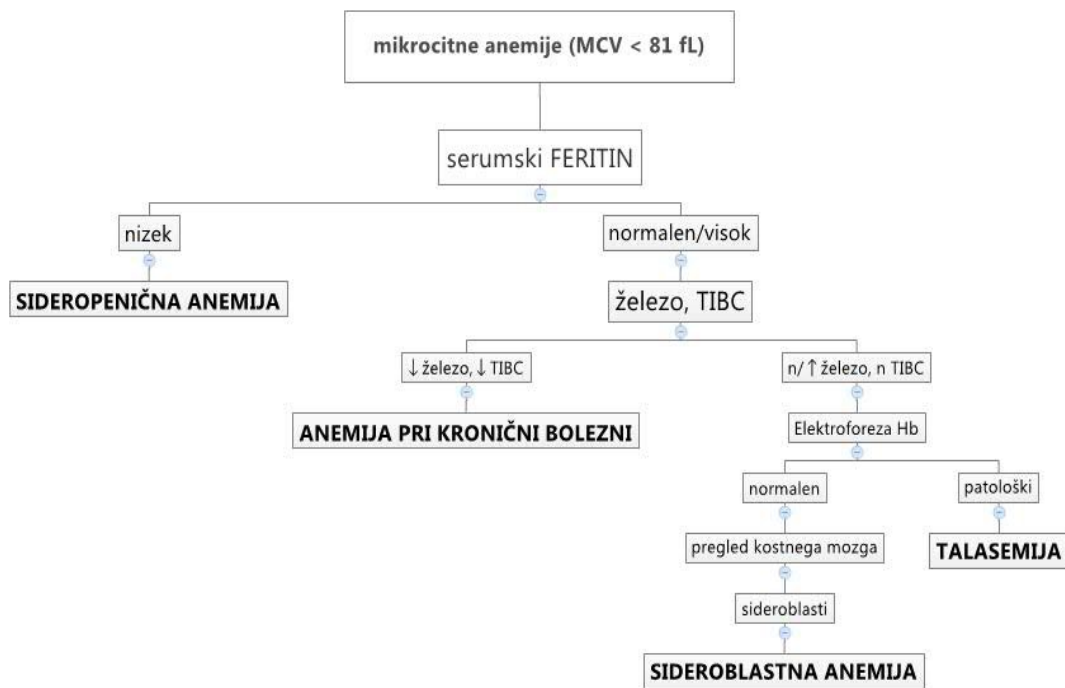 mikrocitne anemije (MCV < 81 fL)
serumski FERITIN
nizek
normalen/visok
SIDEROPENIČNA ANEMIJA
železo, TIBC
↓ železo, ↓ TIBC
n/ ↑ železo, n TIBC
ANEMIJA PRI KRONIČNI BOLEZNI
Elektroforeza Hb
normalen
patološki
pregled kostnega mozga
TALASEMIJA
sideroblasti
SIDEROBLASTNA ANEMIJA